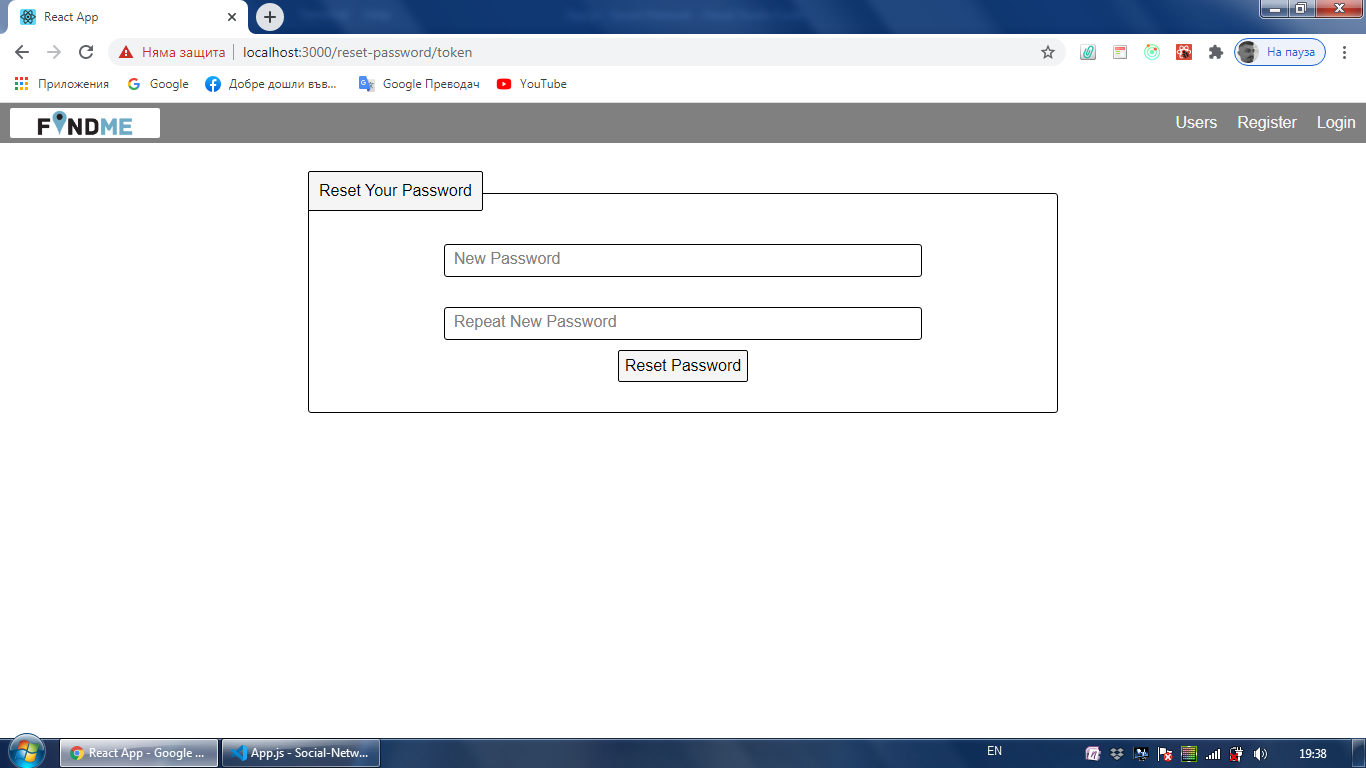 React App
Няма защита
localhost:3000/reset-password/token
На пауза
Приложения
Google
Добре дошли във...
Google Преводач
YouTube
FINDME
Users
Register
Login
Reset Your Password
New Password
Repeat New Password
Reset Password
React App - Google ...
App.js - Social-Netw...
EN
19:38